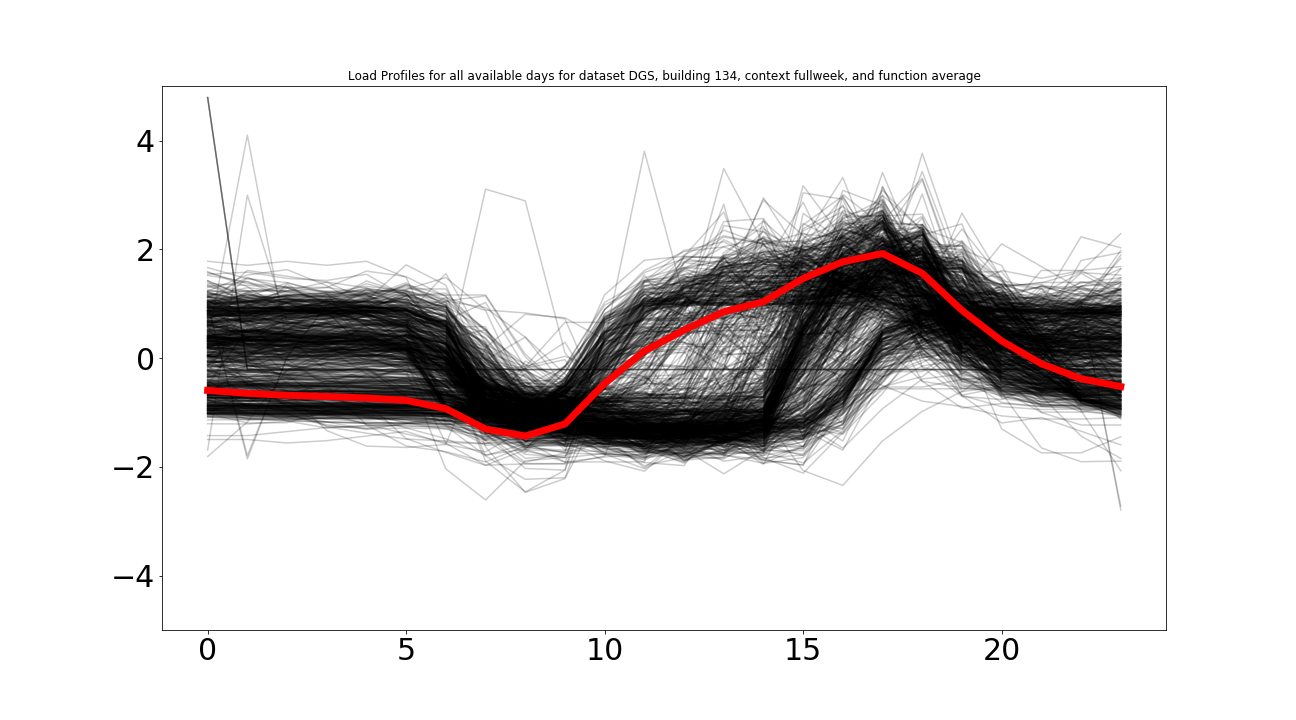 Load Profiles for all available days for dataset DGS, building 134, context fullweek, and function average
4
2
0
−2
−4
0 5 10 15 20